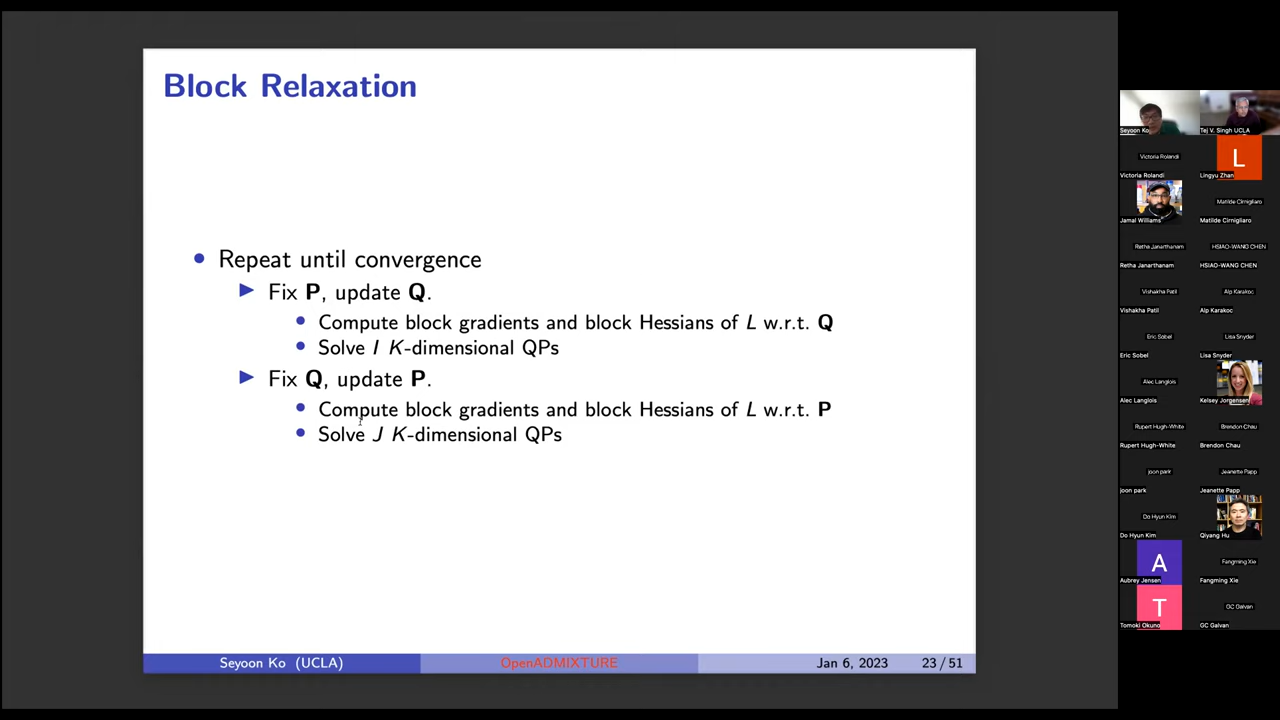 Block Relaxation
• Repeat until convergence
▶ Fix P, update Q.
• Compute block gradients and block Hessians of L w.r.t. Q
• Solve I K-dimensional QPs
▶ Fix Q, update P.
• Compute block gradients and block Hessians of L w.r.t. P
• Solve J K-dimensional QPs
Seyoon Ko (UCLA) OpenADMIXTURE Jan 6, 2023 23 / 51
Seyoon Ko
Tej V. Singh UCLA
Victoria Rolandi
Victoria Rolandi
L
Lingyu Zhan
Jamal Williams
Matilde Cirnigliaro
Matilde Cirnigliaro
Retha Janarthanam
Retha Janarthanam
HSIAO-WANG CHEN
HSIAO-WANG CHEN
Vishakha Patil
Vishakha Patil
Alp Karakoc
Alp Karakoc
Eric Sobel
Eric Sobel
Lisa Snyder
Lisa Snyder
Alec Langlois
Alec Langlois
Kelsey Jorgensen
Rupert Hugh-White
Rupert Hugh-White
Brendon Chau
Brendon Chau
joon park
joon park
Jeanette Papp
Jeanette Papp
Do Hyun Kim
Do Hyun Kim
Qiyang Hu
A
Aubrey Jensen
Fangming Xie
Fangming Xie
T
Tomoki Okuno
GC Galvan
GC Galvan